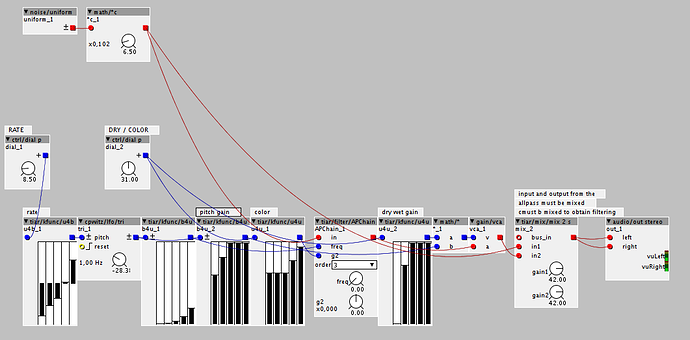 noise/uniform
uniform_1
math/*c
*c_1
x0,102
6.50
RATE
ctrl/dial p
dial_1
8.50
DRY / COLOR
ctrl/dial p
dial_2
31.00
rate
tiar/kfunc/u4b
u4b_1
cpwitz/lfo/tri
tri_1
pitch
reset
1,00 Hz
-28.3
tiar/kfunc/b4u
b4u_1
pitch gain
tiar/kfunc/b4u
b4u_2
color
tiar/kfunc/u4u
u4u_1
tiar/filter/APChain
APChain_1
in
freq
g2
order
3
freq
0.00
g2
x0,000
0.00
dry wet gain
tiar/kfunc/u4u
u4u_2
math/*
*_1
a
b
gain/vca
vca_1
v
a
input and output from the
allpass must be mixed
cmust b mixed to obtain filtering
tiar/mix/mix 2 s
mix_2
bus_in
in1
in2
gain1
42.00
gain2
42.00
audio/out stereo
out_1
left
right
vuLeft
vuRight